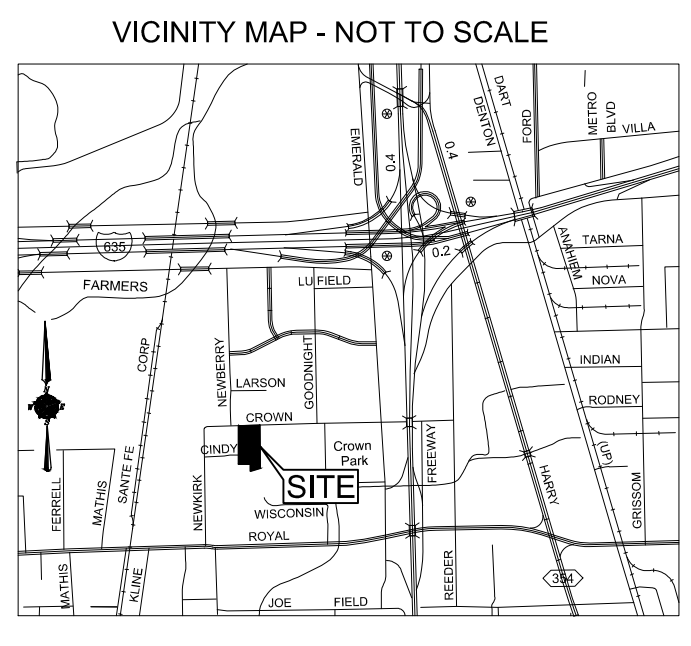 VICINITY MAP - NOT TO SCALE
DART
DENTON
FORD
METRO
BLVD
VILLA
EMERALD
0.4
0.4
635
0.2
ANAHIEM
TARNA
NOVA
FARMERS
LU FIELD
CORP
NEWBERRY
GOODNIGHT
LARSON
INDIAN
RODNEY
CROWN
CINDY
Crown
Park
FREEWAY
(UP)
SITE
FERRELL
MATHIS
SANTE FE
NEWKIRK
WISCONSIN
HARRY
GRISSOM
ROYAL
MATHIS
KLINE
REEDER
354
JOE FIELD